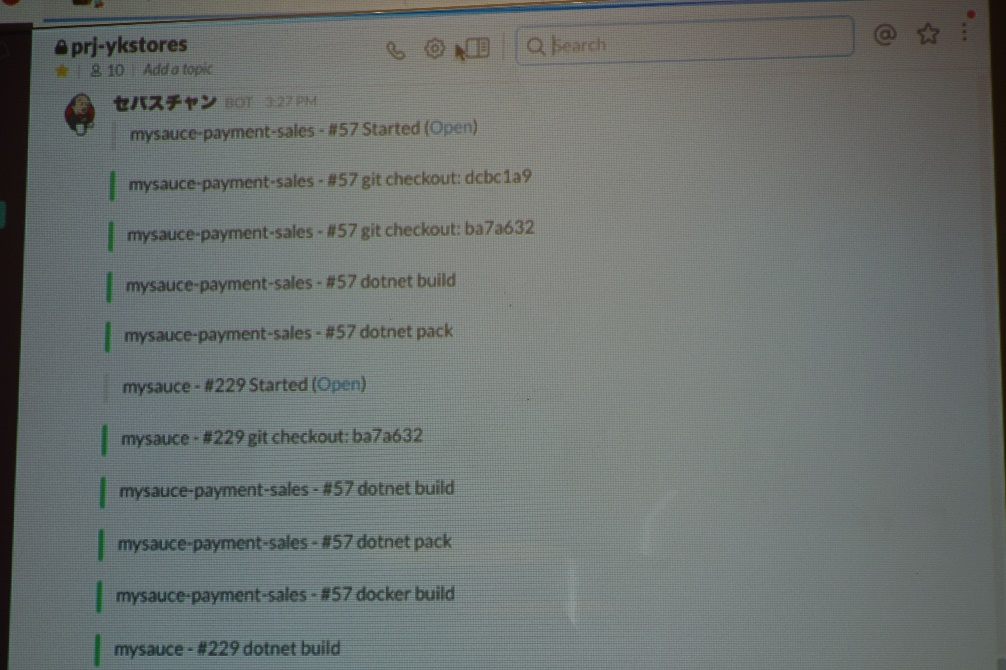 prj-ykstores
10 Add a topic
Search
セバスチャン BOT 3:27 PM
mysauce-payment-sales - #57 Started (Open)
mysauce-payment-sales - #57 git checkout: dcbc1a9
mysauce-payment-sales - #57 git checkout: ba7a632
mysauce-payment-sales - #57 dotnet build
mysauce-payment-sales - #57 dotnet pack
mysauce - #229 Started (Open)
mysauce - #229 git checkout: ba7a632
mysauce-payment-sales - #57 dotnet build
mysauce-payment-sales - #57 dotnet pack
mysauce-payment-sales - #57 docker build
mysauce - #229 dotnet build